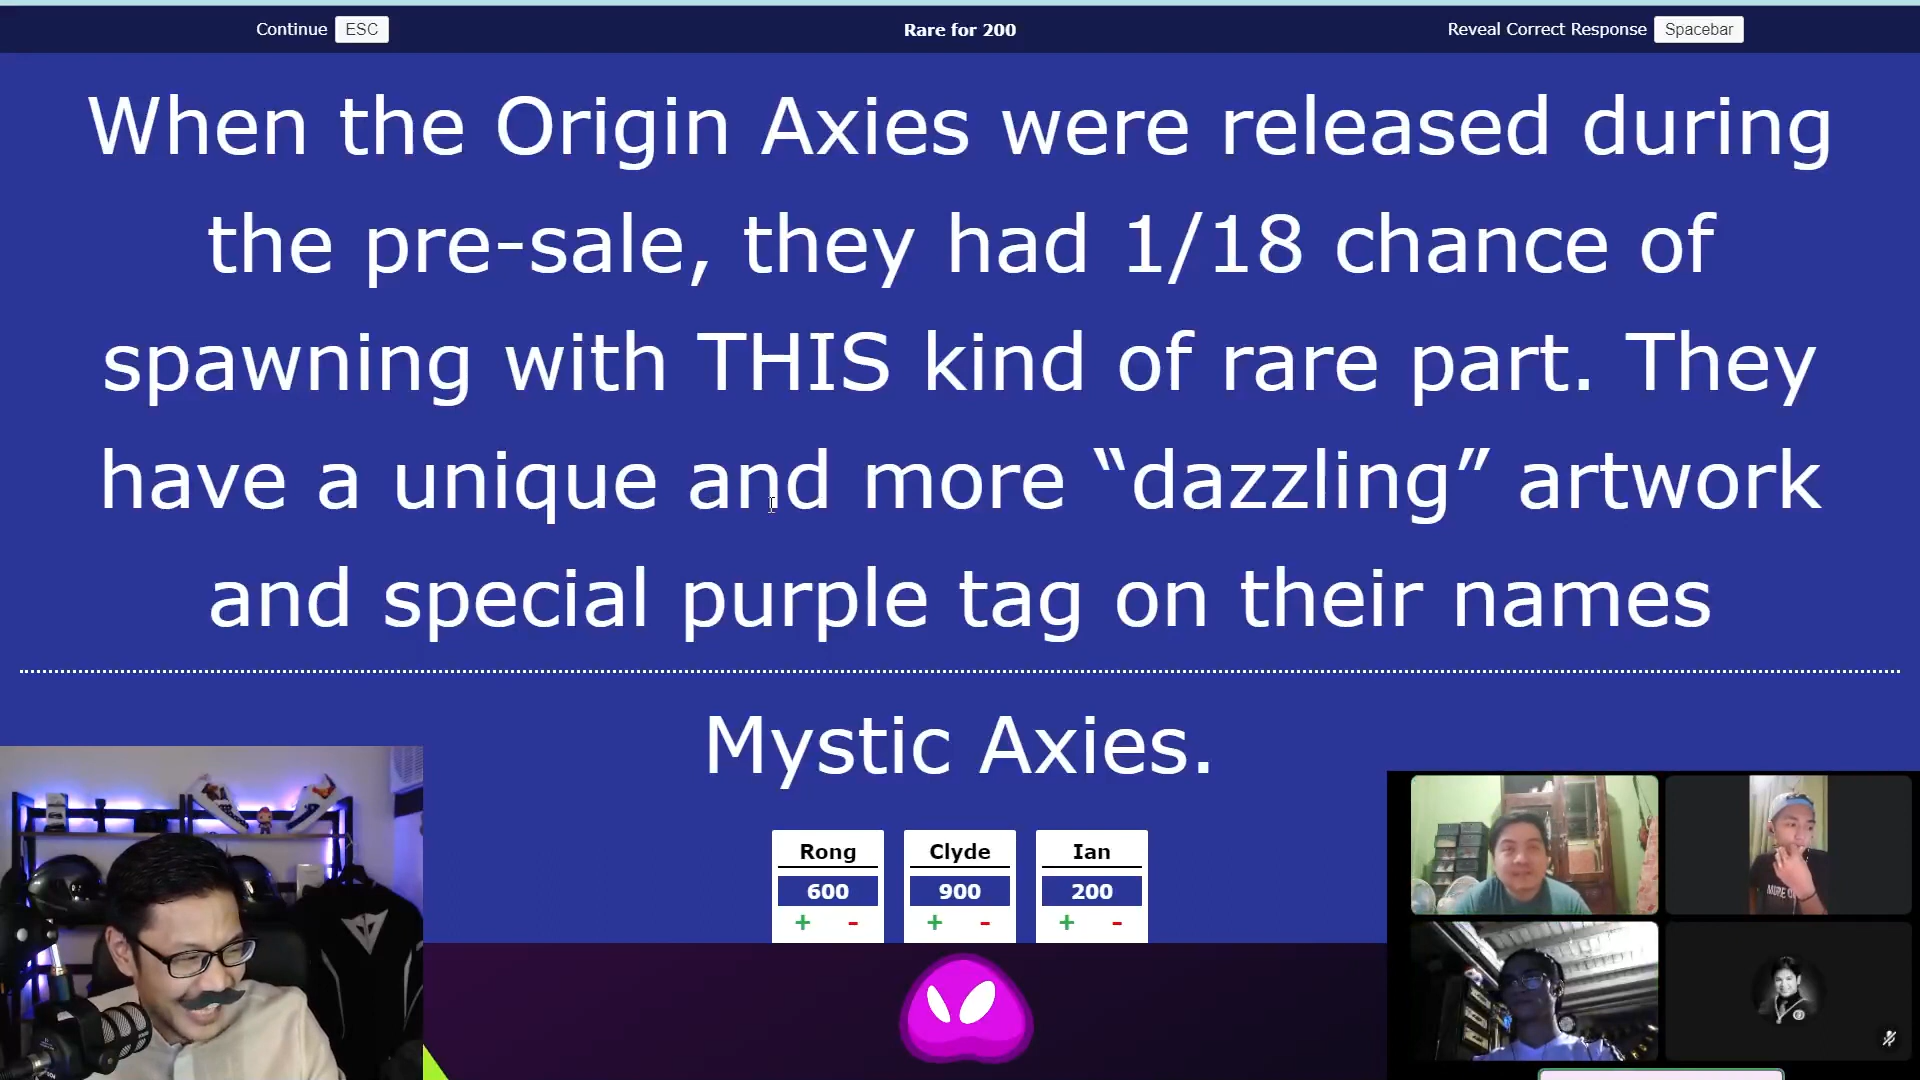 Continue ESC
Rare for 200
Reveal Correct Response Spacebar
When the Origin Axies were released during
the pre-sale, they had 1/18 chance of
spawning with THIS kind of rare part. They
have a unique and more “dazzling” artwork
and special purple tag on their names
Mystic Axies.
Rong
600
+ -
Clyde
900
+ -
Ian
200
+ -